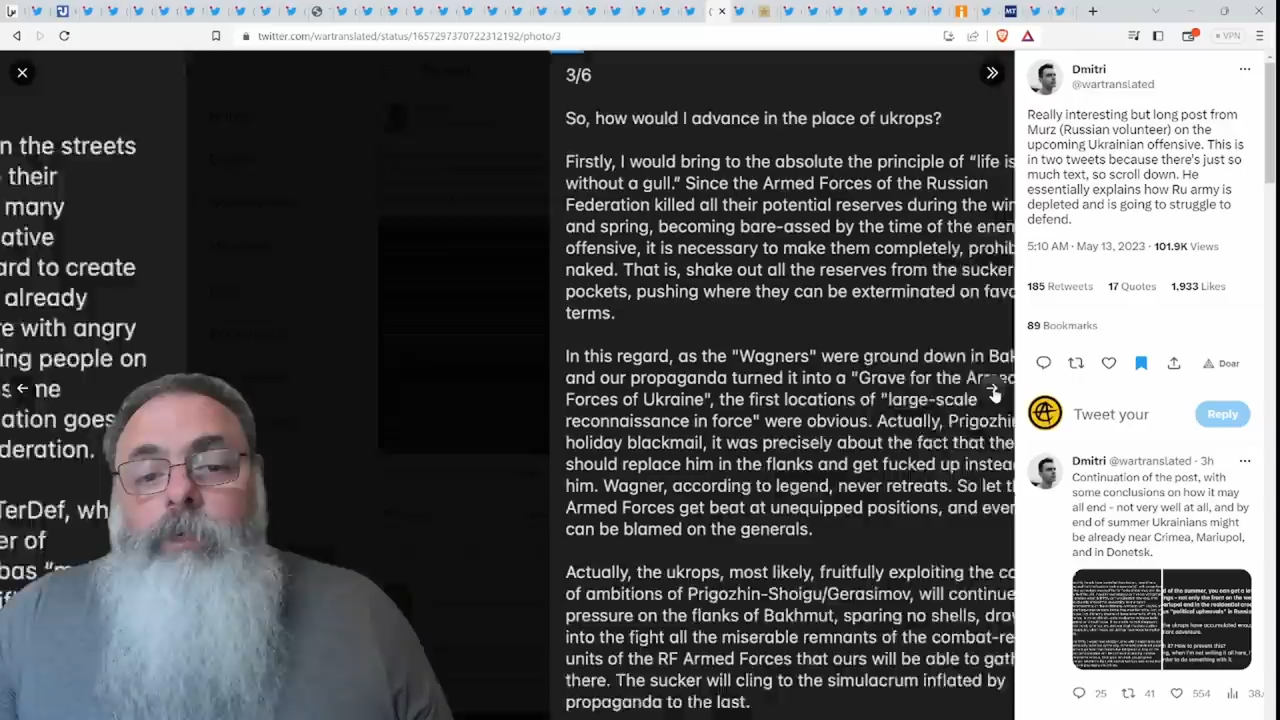 twitter.com/wartranslated/status/1657297370722312192/photo/3
VPN
n the streets
their
many
ative
ard to create
already
re with angry
ing people on
ne
ation goes
deration.
TerDef, wh
er of
bas "m
3/6
So, how would I advance in the place of ukrops?
Firstly, I would bring to the absolute the principle of "life is
without a gull." Since the Armed Forces of the Russian
Federation killed all their potential reserves during the win
and spring, becoming bare-assed by the time of the enem
offensive, it is necessary to make them completely, prohib
naked. That is, shake out all the reserves from the sucker
pockets, pushing where they can be exterminated on favo
terms.
In this regard, as the "Wagners" were ground down in Bak
and our propaganda turned it into a "Grave for the Armed
Forces of Ukraine", the first locations of "large-scale
reconnaissance in force" were obvious. Actually, Prigozhin
holiday blackmail, it was precisely about the fact that the
should replace him in the flanks and get fucked up instea
him. Wagner, according to legend, never retreats. So let t
Armed Forces get beat at unequipped positions, and ever
can be blamed on the generals.
Actually, the ukrops, most likely, fruitfully exploiting the co
of ambitions of Prigozhin-Shoigu/Gerasimov, will continue
pressure on the flanks of Bakhmut, sparing no shells, drav
into the fight all the miserable remnants of the combat-re
units of the RF Armed Forces that ours will be able to gath
there. The sucker will cling to the simulacrum inflated by
propaganda to the last.
Dmitri
@wartranslated
Really interesting but long post from
Murz (Russian volunteer) on the
upcoming Ukrainian offensive. This is
in two tweets because there's just so
much text, so scroll down. He
essentially explains how Ru army is
depleted and is going to struggle to
defend.
5:10 AM · May 13, 2023 · 101.9K Views
185 Retweets 17 Quotes 1,933 Likes
89 Bookmarks
Doar
Tweet your
Reply
Dmitri @wartranslated · 3h
Continuation of the post, with
some conclusions on how it may
all end - not very well at all, and by
end of summer Ukrainians might
be already near Crimea, Mariupol,
and in Donetsk.
25 41 554 38.